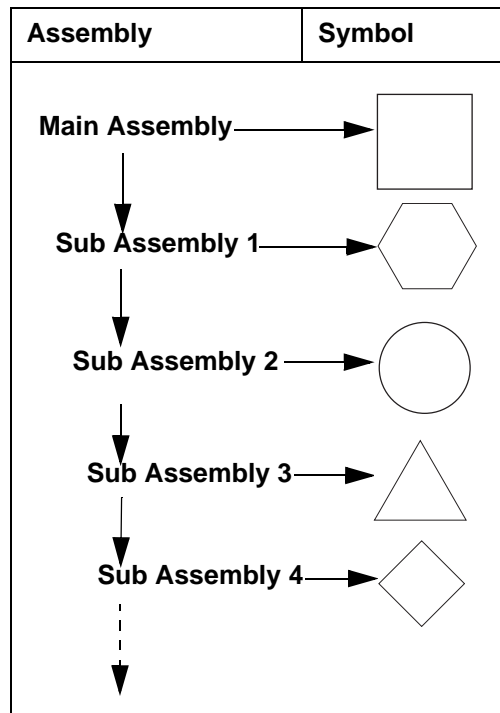 Assembly Symbol
Main Assembly
Sub Assembly 1
Sub Assembly 2
Sub Assembly 3
Sub Assembly 4